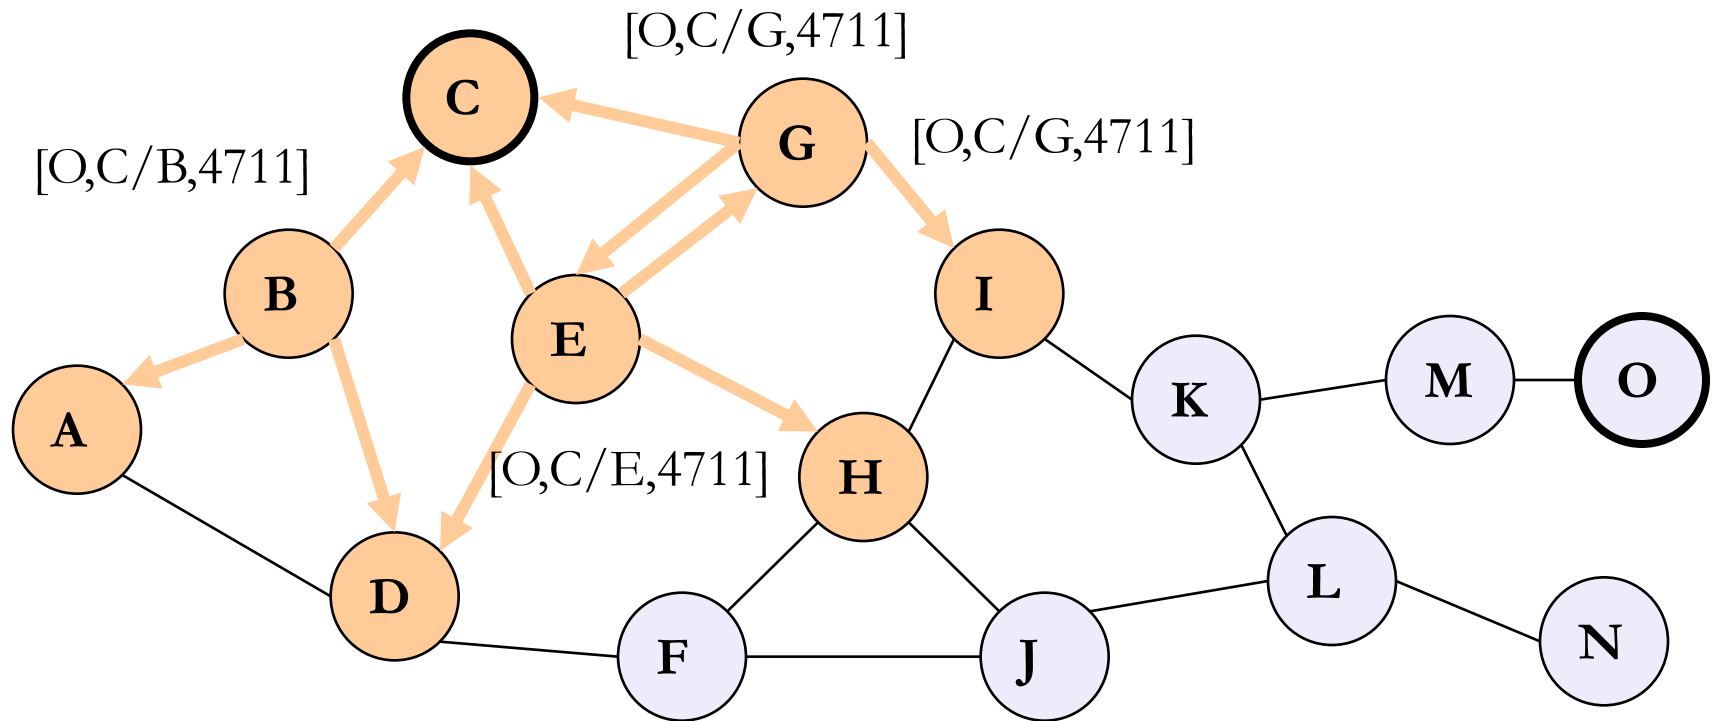 [O,C/G,4711]
C
G
[O,C/G,4711]
[O,C/B,4711]
B
I
E
M
O
K
A
[O,C/E,4711]
H
D
L
F
J
N